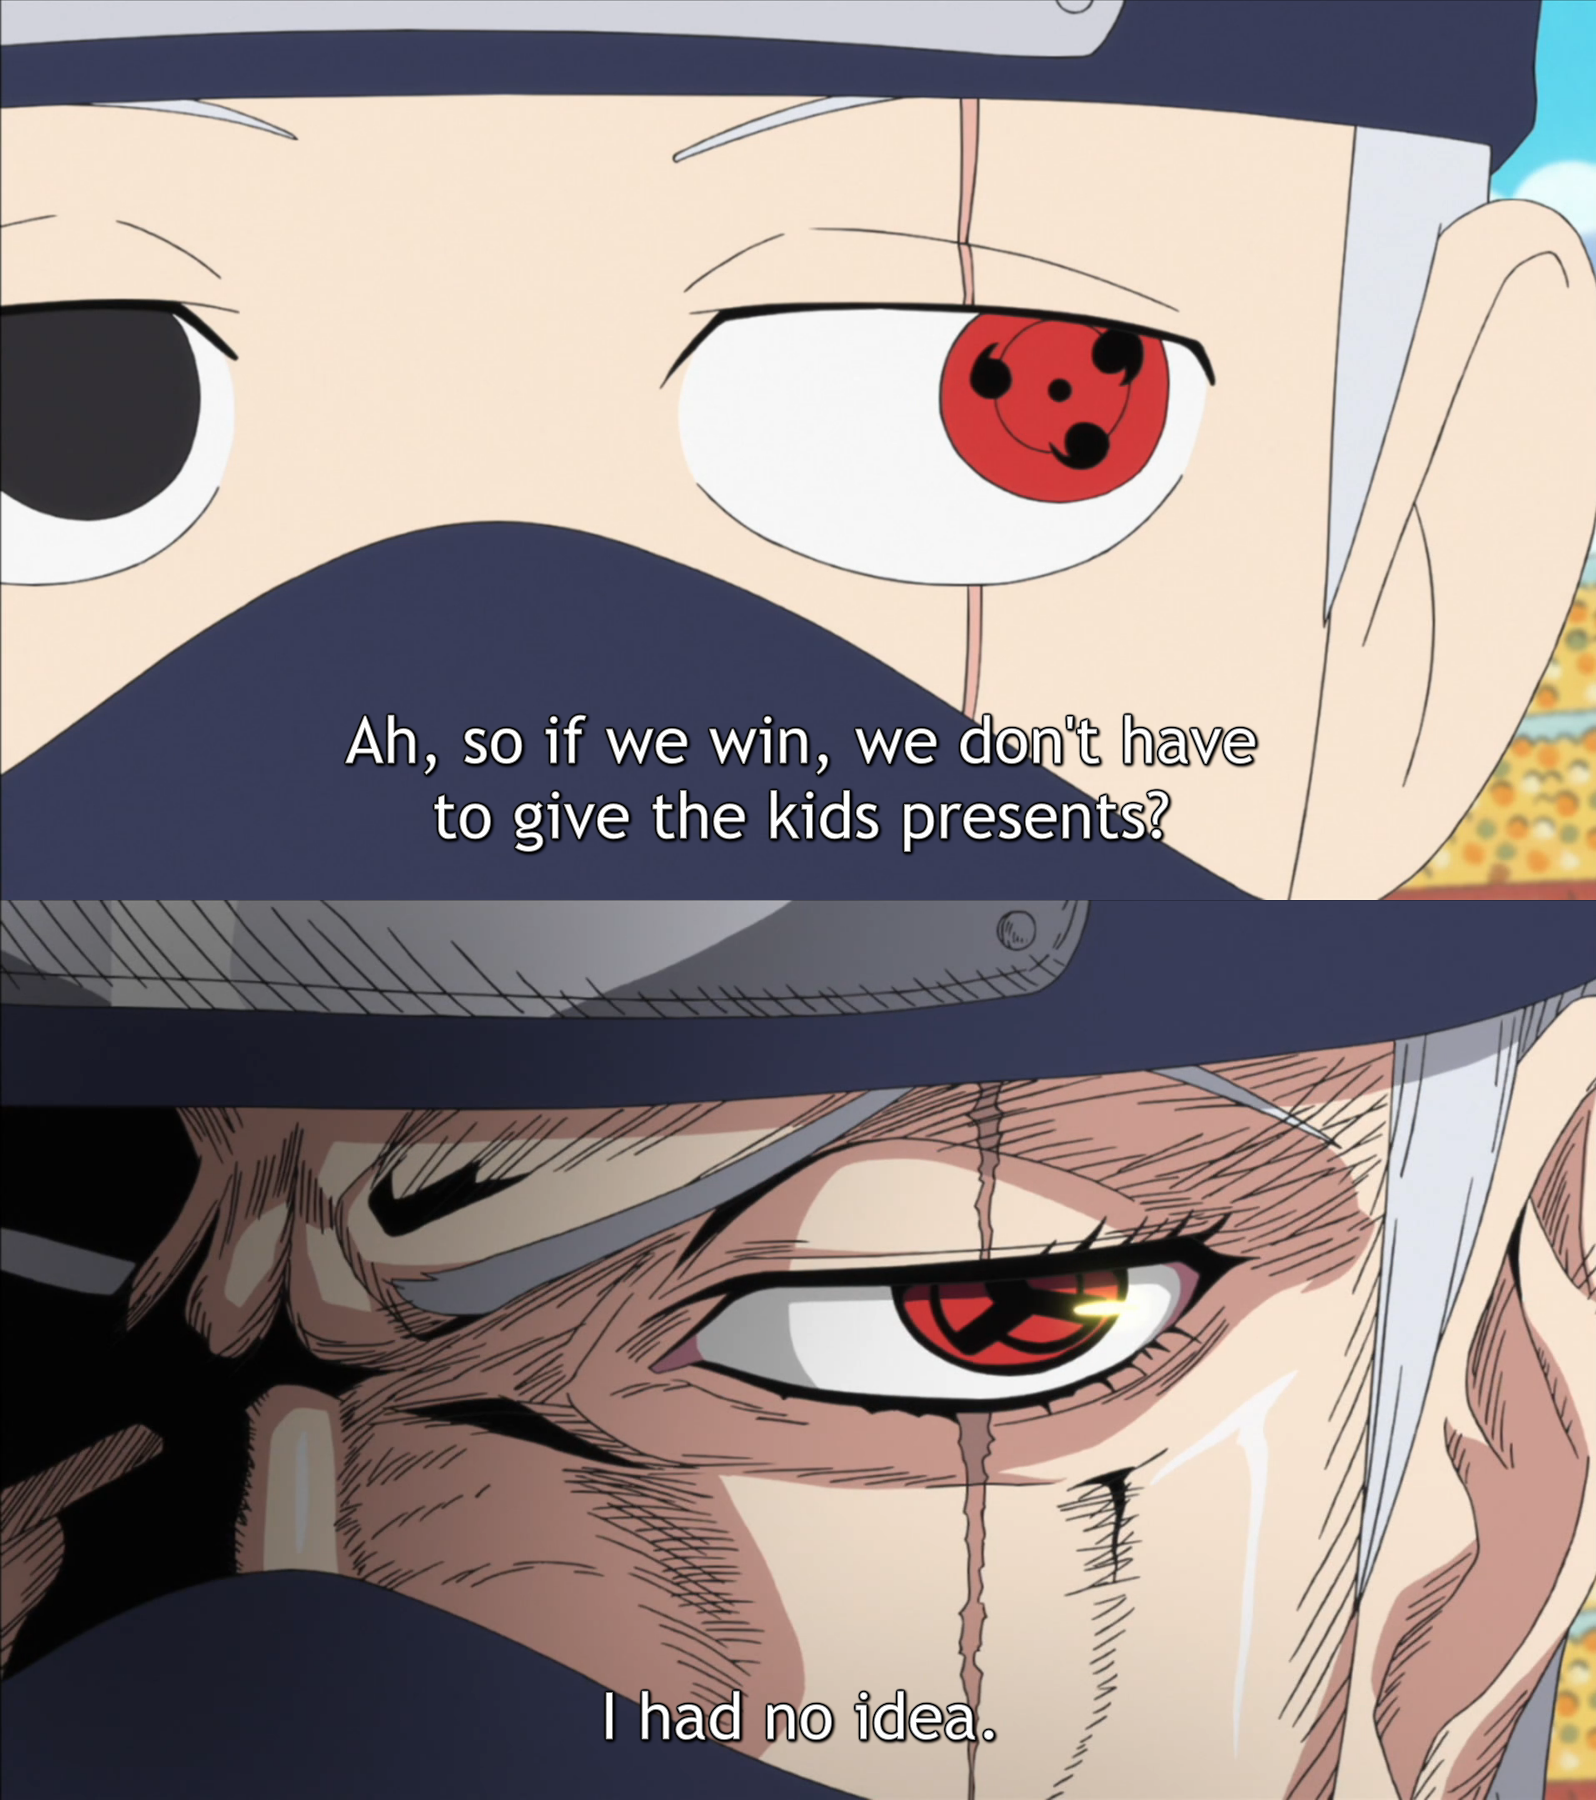 Ah, so if we win, we don't have
to give the kids presents?
I had no idea.